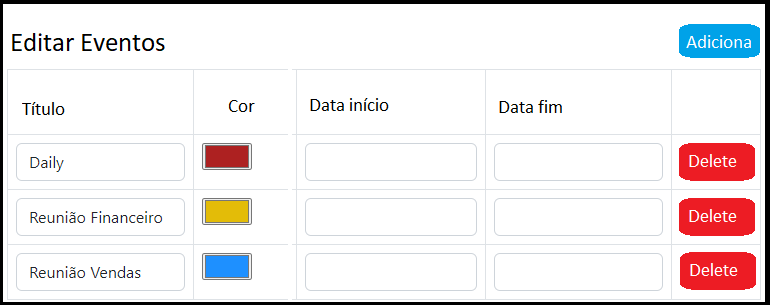 Editar Eventos
Adiciona
Título
Cor
Data início
Data fim
Daily
Delete
Reunião Financeiro
Delete
Reunião Vendas
Delete